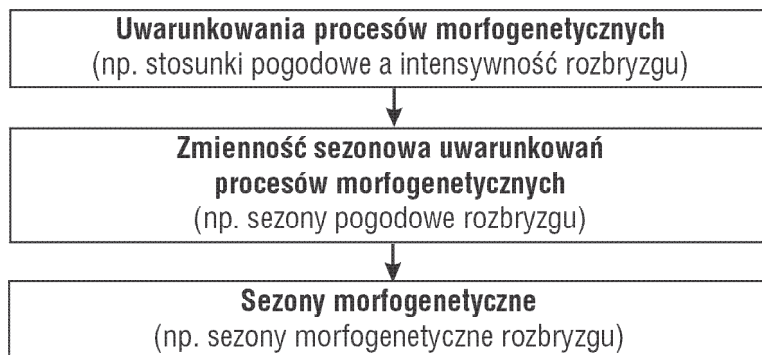 Uwarunkowania procesów morfogenetycznych
(np. stosunki pogodowe a intensywność rozbryzgu)
Zmienność sezonowa uwarunkowań
procesów morfogenetycznych
(np. sezony pogodowe rozbryzgu)
Sezony morfogenetyczne
(np. sezony morfogenetyczne rozbryzgu)